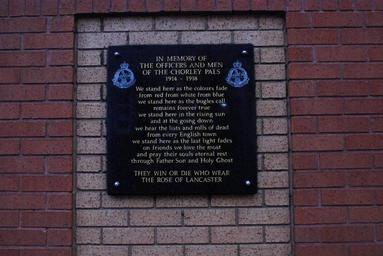 IN MEMORY OF
THE OFFICERS AND MEN
OF THE CHORLEY PALS
1914 - 1918
We stand here as the colours fade
from red from white from blue
we stand here as the bugles call
remains forever true
we stand here in the rising sun
and at the going down
we hear the lists and rolls of dead
from every English town
we stand here as the last light fades
on friends we love the most
and pray their souls eternal rest
through Father Son and Holy Ghost
THEY WIN OR DIE WHO WEAR
THE ROSE OF LANCASTER